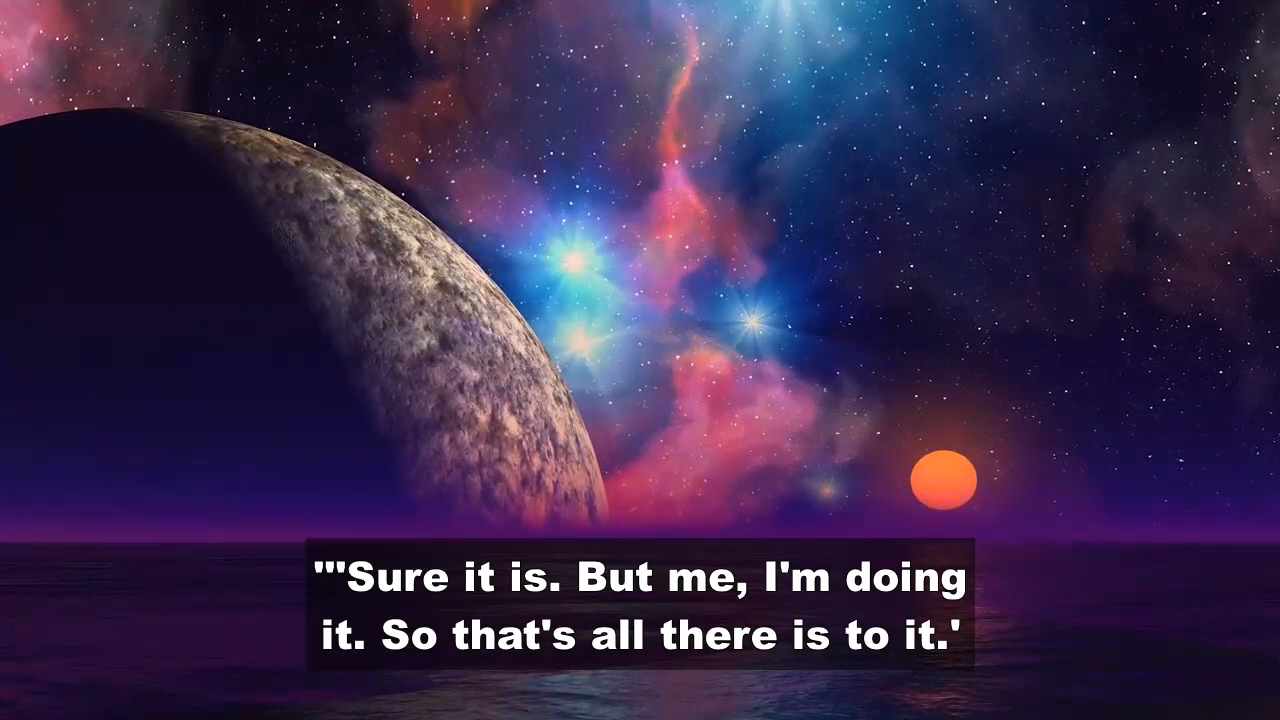 '"'Sure it is. But me, I'm doing
it. So that's all there is to it.'